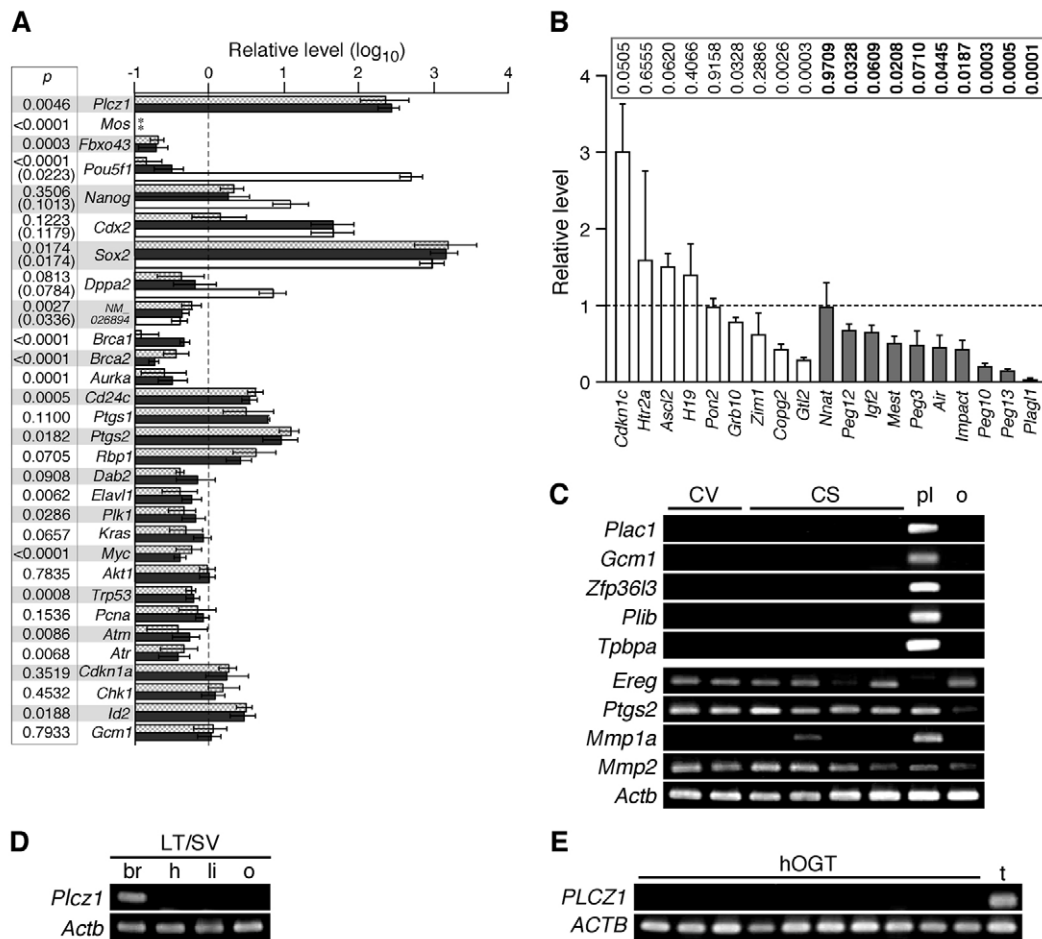 A
Relative level (log10)
-1 0 1 2 3 4
p
0.0046 Plcz1
<0.0001 Mos **
0.0003 Fbxo43
<0.0001 (0.0223) Pou5f1
0.3506 (0.1013) Nanog
0.1223 (0.1179) Cdx2
0.0174 (0.0174) Sox2
0.0813 (0.0784) Dppa2
0.0027 (0.0336) NM_026894
<0.0001 Brca1
<0.0001 Brca2
0.0001 Aurka
0.0005 Cd24c
0.1100 Ptgs1
0.0182 Ptgs2
0.0705 Rbp1
0.0908 Dab2
0.0062 Elavl1
0.0286 Plk1
0.0657 Kras
<0.0001 Myc
0.7835 Akt1
0.0008 Trp53
0.1536 Pcna
0.0086 Atm
0.0068 Atr
0.3519 Cdkn1a
0.4532 Chk1
0.0188 Id2
0.7933 Gcm1
B
0.0505 0.6555 0.0620 0.4066 0.9158 0.0328 0.2886 0.0026 0.0003 0.9709 0.0328 0.0609 0.0208 0.0710 0.0445 0.0187 0.0003 0.0005 0.0001
Relative level
4
3
2
1
0
Cdkn1c Htr2a Ascl2 H19 Pon2 Grb10 Zim1 Copg2 Gtl2 Nnat Peg12 Igf2 Mest Peg3 Air Impact Peg10 Peg13 Plagl1
C
CV CS pl o
Plac1
Gcm1
Zfp36l3
Plib
Tpbpa
Ereg
Ptgs2
Mmp1a
Mmp2
Actb
D
LT/SV
br h li o
Plcz1
Actb
E
hOGT t
PLCZ1
ACTB